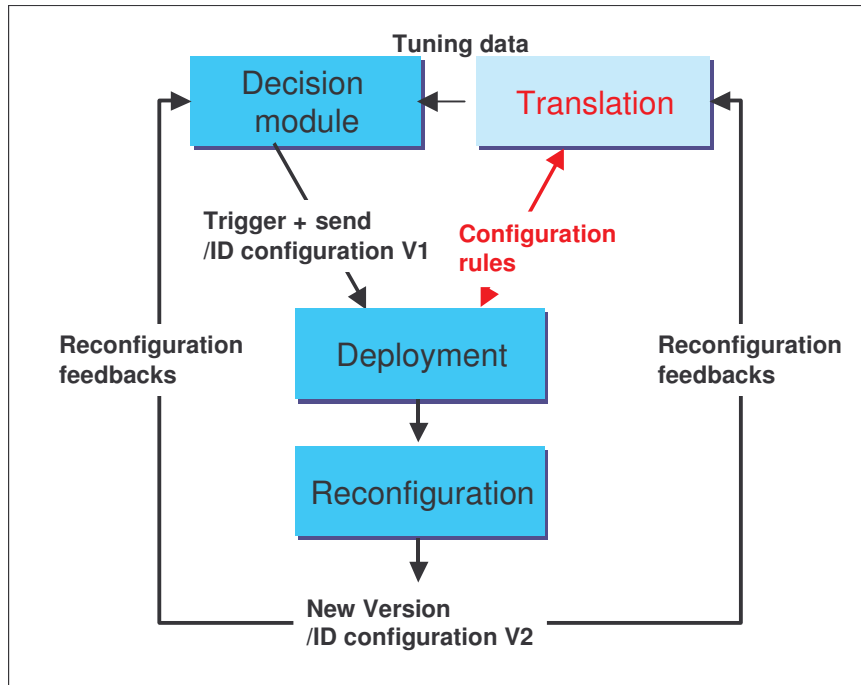 Tuning data
Decision
module
Translation
Trigger + send
/ID configuration V1
Configuration
rules
Reconfiguration
feedbacks
Deployment
Reconfiguration
feedbacks
Reconfiguration
New Version
/ID configuration V2